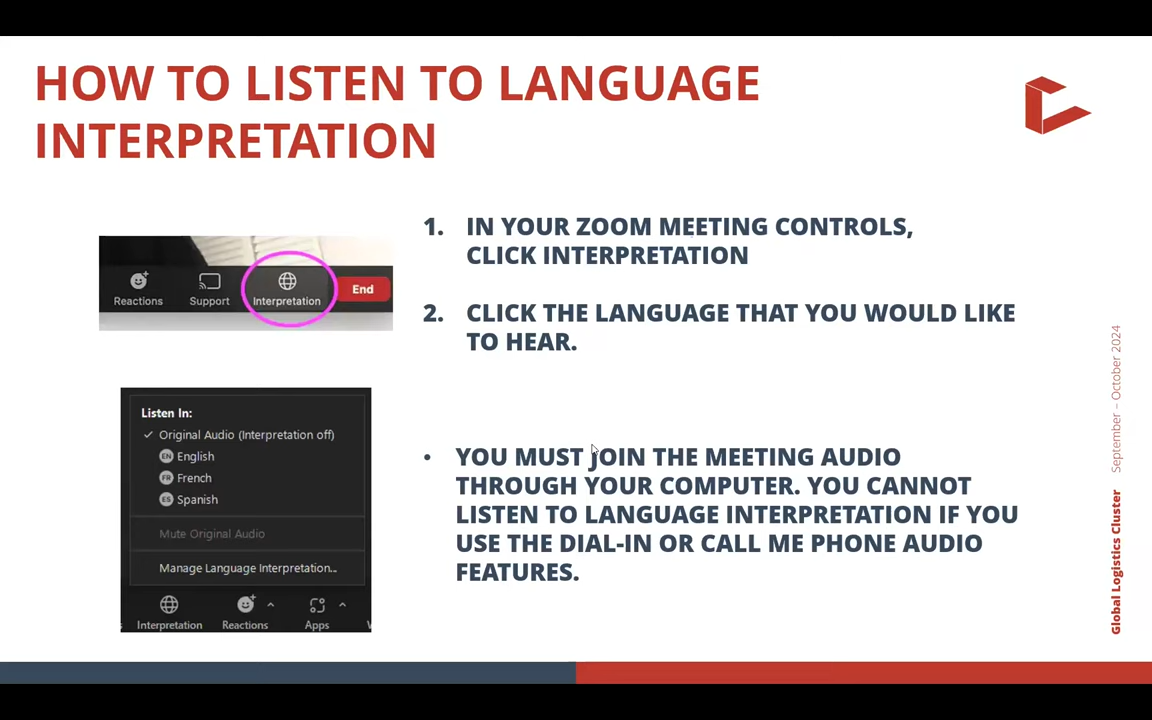 HOW TO LISTEN TO LANGUAGE
INTERPRETATION
1. IN YOUR ZOOM MEETING CONTROLS,
CLICK INTERPRETATION
2. CLICK THE LANGUAGE THAT YOU WOULD LIKE
TO HEAR.
Reactions
Support
Interpretation
End
Listen In:
✓ Original Audio (Interpretation off)
EN English
FR French
ES Spanish
Mute Original Audio
Manage Language Interpretation...
Interpretation
Reactions
Apps
• YOU MUST JOIN THE MEETING AUDIO
THROUGH YOUR COMPUTER. YOU CANNOT
LISTEN TO LANGUAGE INTERPRETATION IF YOU
USE THE DIAL-IN OR CALL ME PHONE AUDIO
FEATURES.
Global Logistics Cluster September – October 2024